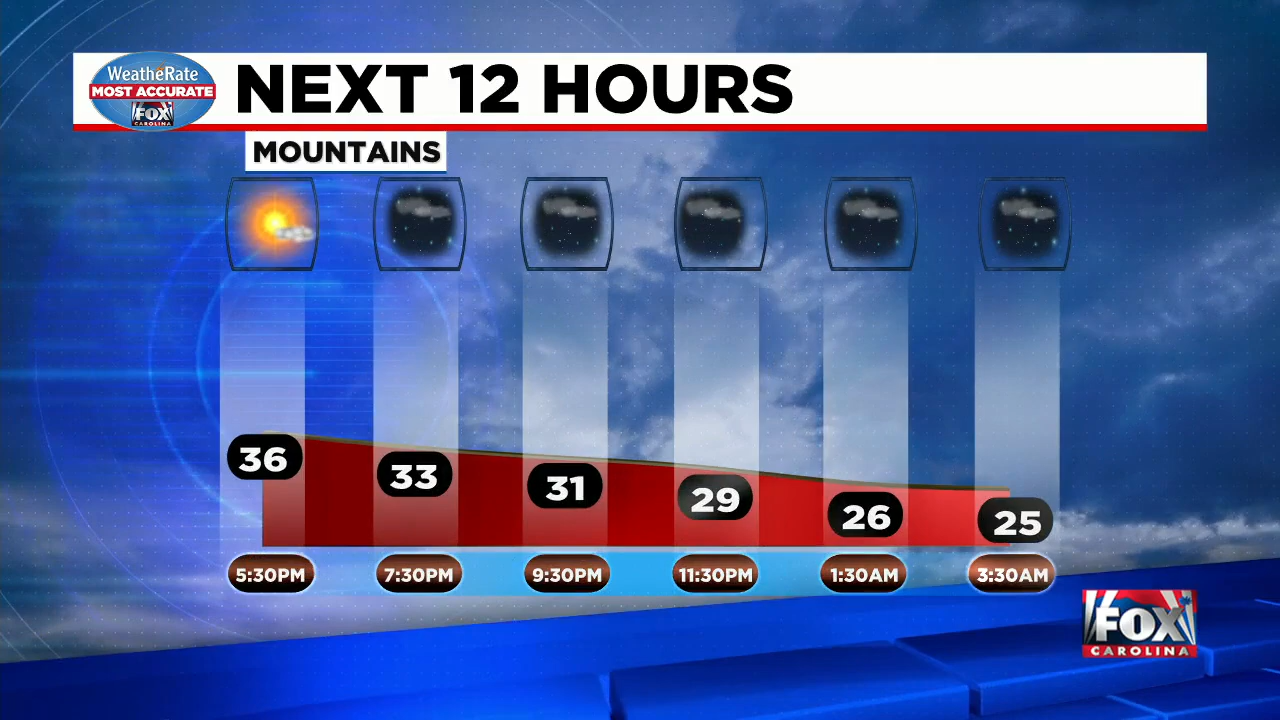 WeatheRate
MOST ACCURATE
FOX
CAROLINA
NEXT 12 HOURS
MOUNTAINS
36
33
31
29
26
25
5:30PM
7:30PM
9:30PM
11:30PM
1:30AM
3:30AM
FOX
CAROLINA